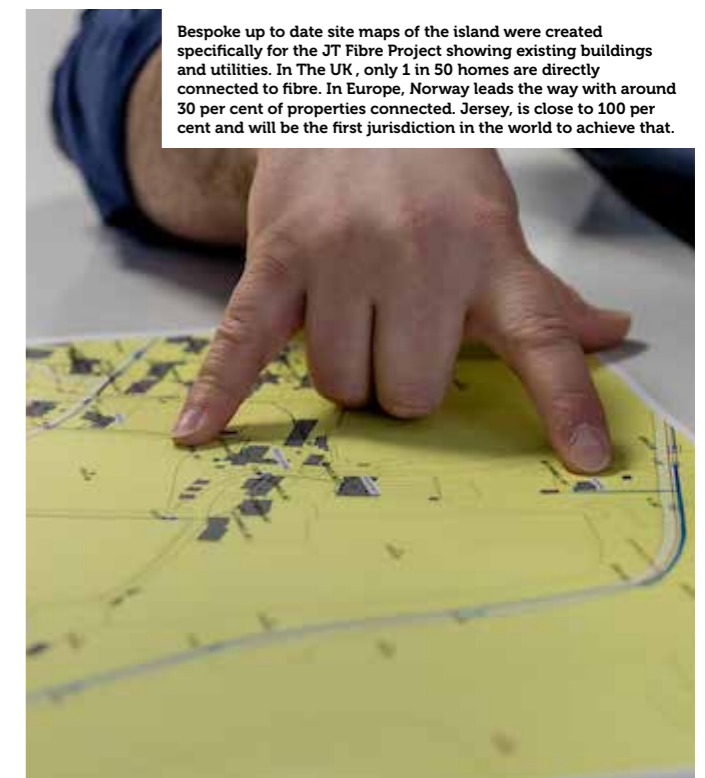 Bespoke up to date site maps of the island were created
specifically for the JT Fibre Project showing existing buildings
and utilities. In The UK , only 1 in 50 homes are directly
connected to fibre. In Europe, Norway leads the way with around
30 per cent of properties connected. Jersey, is close to 100 per
cent and will be the first jurisdiction in the world to achieve that.